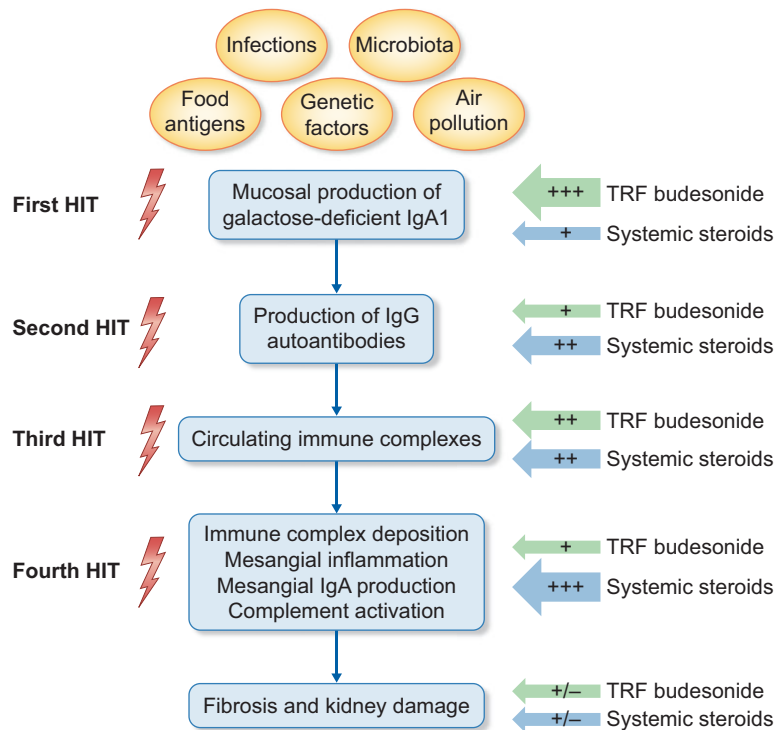 Infections
Microbiota
Food
antigens
Genetic
factors
Air
pollution
First HIT
Mucosal production of
galactose-deficient IgA1
+++ TRF budesonide
+ Systemic steroids
Second HIT
Production of IgG
autoantibodies
+ TRF budesonide
++ Systemic steroids
Third HIT
Circulating immune complexes
++ TRF budesonide
++ Systemic steroids
Fourth HIT
Immune complex deposition
Mesangial inflammation
Mesangial IgA production
Complement activation
+ TRF budesonide
+++ Systemic steroids
Fibrosis and kidney damage
+/– TRF budesonide
+/– Systemic steroids